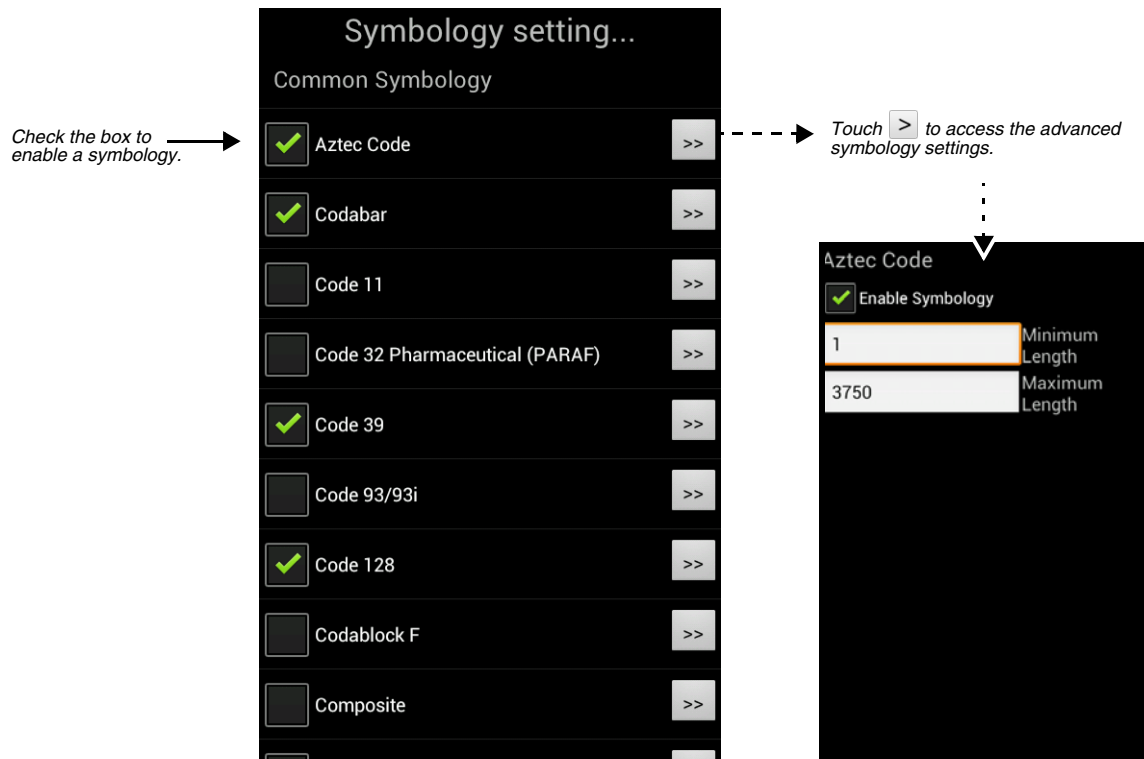 Symbology setting...
Common Symbology
Check the box to
enable a symbology.
Aztec Code >>
Codabar >>
Code 11 >>
Code 32 Pharmaceutical (PARAF) >>
Code 39 >>
Code 93/93i >>
Code 128 >>
Codablock F >>
Composite >>
Touch > to access the advanced
symbology settings.
Aztec Code
Enable Symbology
1
Minimum
Length
3750
Maximum
Length